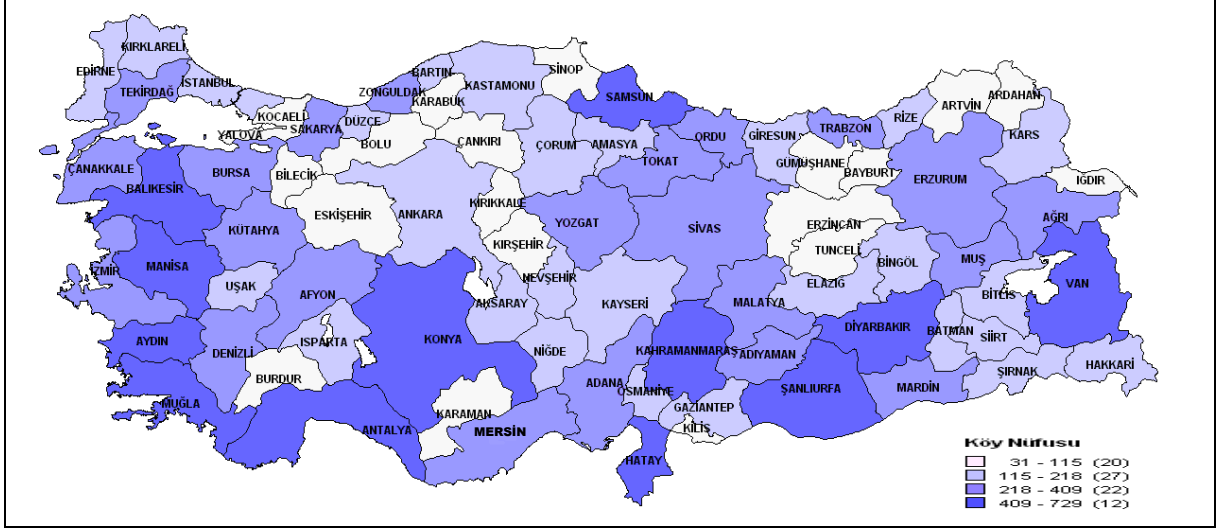 KIRKLARELİ
EDİRNE
TEKİRDAĞ
İSTANBUL
KOCAELİ
YALOVA
SAKARYA
DÜZCE
ZONGULDAK
BARTIN
KARABÜK
KASTAMONU
SİNOP
SAMSUN
BOLU
ÇANKIRI
ÇORUM
AMASYA
ORDU
TOKAT
GİRESUN
TRABZON
RİZE
ARTVİN
ARDAHAN
KARS
GÜMÜŞHANE
BAYBURT
ERZURUM
IGDIR
AĞRI
ÇANAKKALE
BALIKESİR
BURSA
BİLECİK
ESKİŞEHİR
ANKARA
KIRIKKALE
KIRŞEHİR
YOZGAT
SİVAS
ERZİNCAN
TUNCELİ
BİNGÖL
MUŞ
BİTLİS
VAN
KÜTAHYA
MANİSA
İZMİR
UŞAK
AFYON
AKSARAY
NEVŞEHİR
KAYSERİ
MALATYA
ELAZIĞ
DİYARBAKIR
BATMAN
SİİRT
ŞIRNAK
HAKKARİ
AYDIN
DENİZLİ
ISPARTA
BURDUR
KONYA
NİĞDE
KAHRAMANMARAŞ
ADIYAMAN
ADANA
OSMANİYE
GAZİANTEP
KİLİS
ŞANLIURFA
MARDİN
MUĞLA
ANTALYA
KARAMAN
MERSİN
HATAY
Köy Nüfusu
31 - 115 (20)
115 - 218 (27)
218 - 409 (22)
409 - 729 (12)